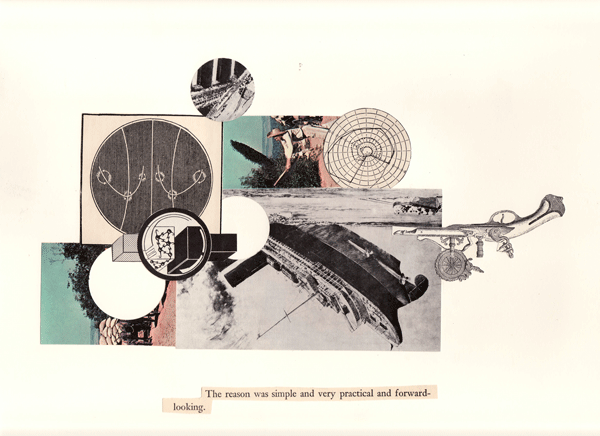 The reason was simple and very practical and forward-
looking.